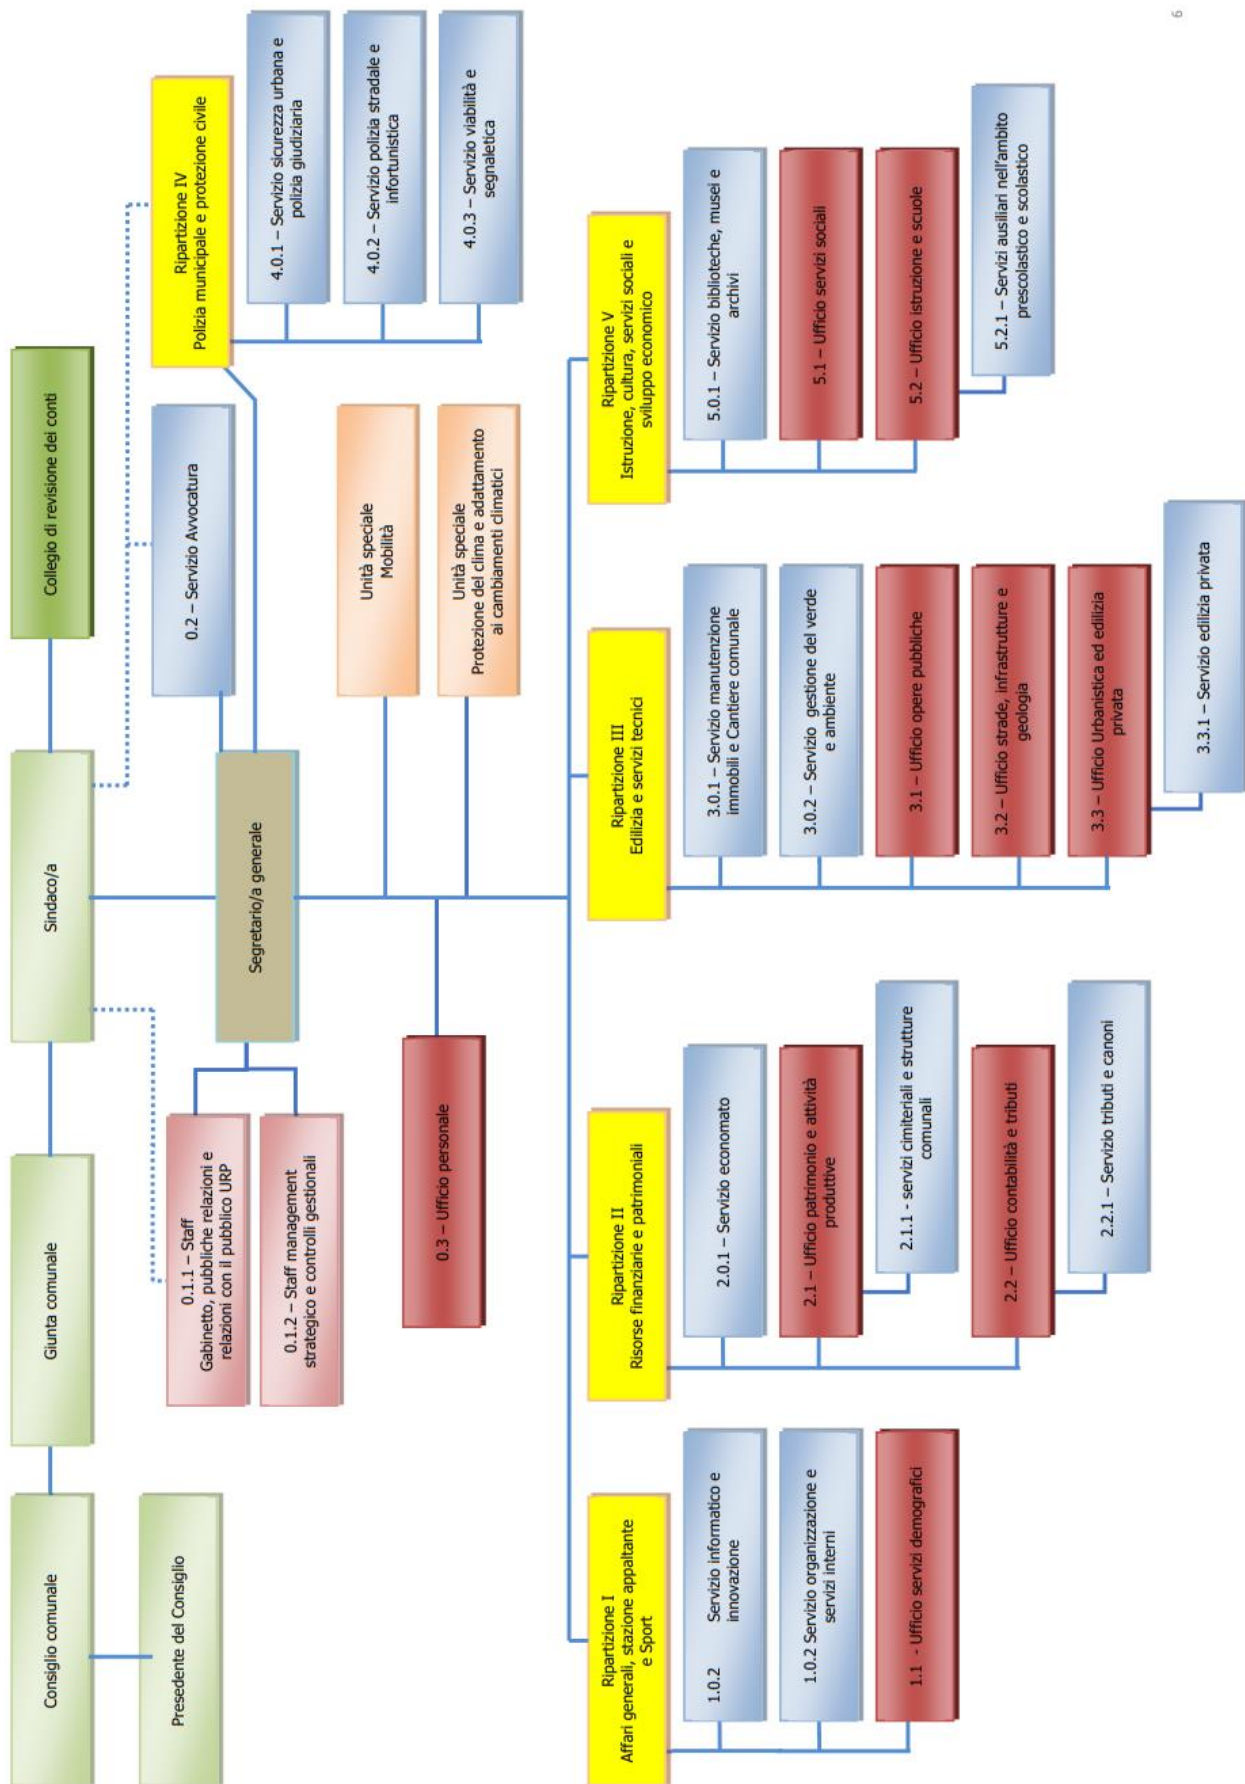 Consiglio comunale
Giunta comunale
Sindaco/a
Collegio di revisione dei conti
Presedente del Consiglio
0.1.1 – Staff
Gabinetto, pubbliche relazioni e
relazioni con il pubblico URP
0.1.2 – Staff management
strategico e controlli gestionali
Segretario/a generale
0.2 – Servizio Avvocatura
Ripartizione IV
Polizia municipale e protezione civile
4.0.1 – Servizio sicurezza urbana e
polizia giudiziaria
4.0.2 – Servizio polizia stradale e
infortunistica
4.0.3 – Servizio viabilità e
segnaletica
0.3 – Ufficio personale
Unità speciale
Mobilità
Unità speciale
Protezione del clima e adattamento
ai cambiamenti climatici
Ripartizione I
Affari generali, stazione appaltante
e Sport
1.0.2 Servizio informatico e
innovazione
1.0.2 Servizio organizzazione e
servizi interni
1.1 - Ufficio servizi demografici
Ripartizione II
Risorse finanziarie e patrimoniali
2.0.1 – Servizio economato
2.1 – Ufficio patrimonio e attività
produttive
2.1.1 - servizi cimiteriali e strutture
comunali
2.2 – Ufficio contabilità e tributi
2.2.1 – Servizio tributi e canoni
Ripartizione III
Edilizia e servizi tecnici
3.0.1 – Servizio manutenzione
immobili e Cantiere comunale
3.0.2 – Servizio gestione del verde
e ambiente
3.1 – Ufficio opere pubbliche
3.2 – Ufficio strade, infrastrutture e
geologia
3.3 – Ufficio Urbanistica ed edilizia
privata
3.3.1 – Servizio edilizia privata
Ripartizione V
Istruzione, cultura, servizi sociali e
sviluppo economico
5.0.1 – Servizio biblioteche, musei e
archivi
5.1 – Ufficio servizi sociali
5.2 – Ufficio istruzione e scuole
5.2.1 – Servizi ausiliari nell'ambito
prescolastico e scolastico
6